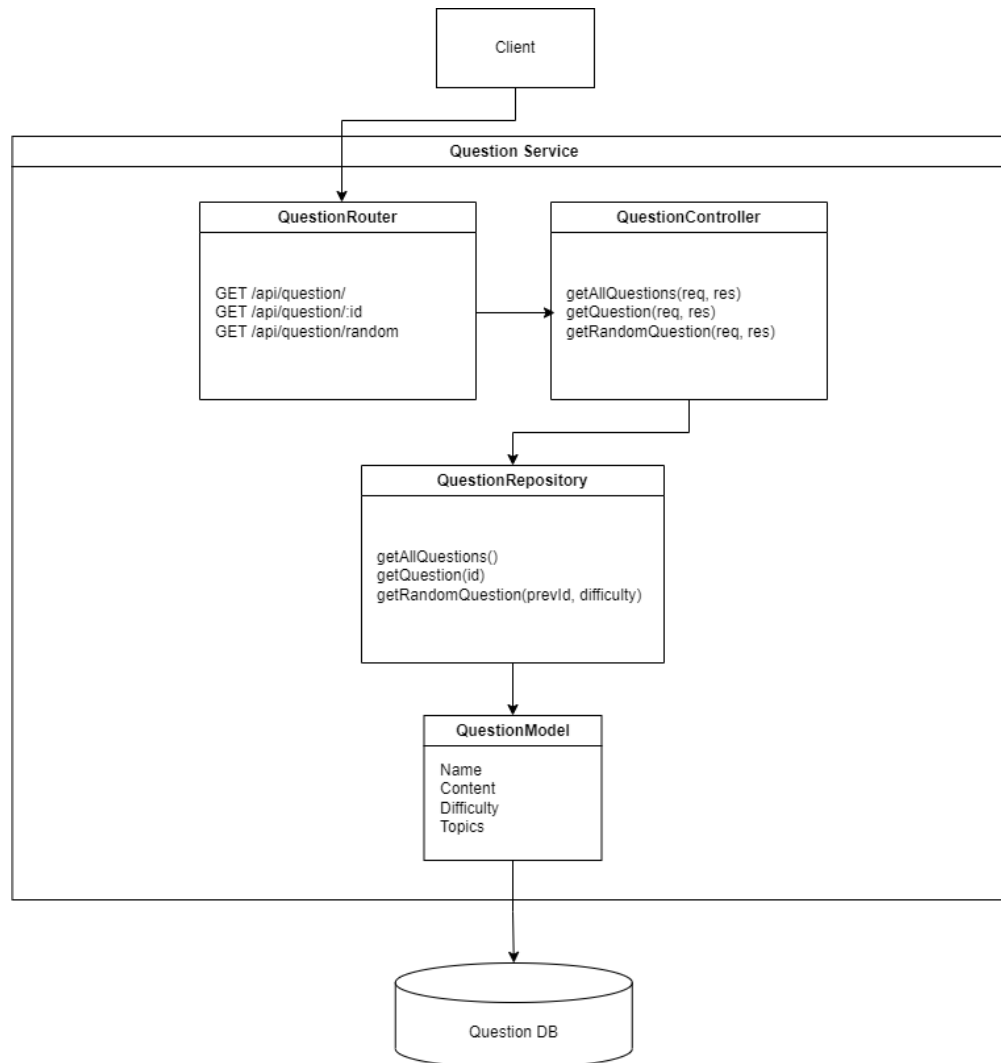 Client
Question Service
QuestionRouter
GET /api/question/
GET /api/question/:id
GET /api/question/random
QuestionController
getAllQuestions(req, res)
getQuestion(req, res)
getRandomQuestion(req, res)
QuestionRepository
getAllQuestions()
getQuestion(id)
getRandomQuestion(prevId, difficulty)
QuestionModel
Name
Content
Difficulty
Topics
Question DB